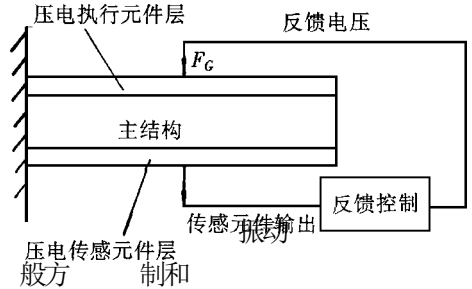 压电执行元件层
反馈电压
F_G
主结构
反馈控制
传感元件输出
振动
压电传感元件层
般方 制和